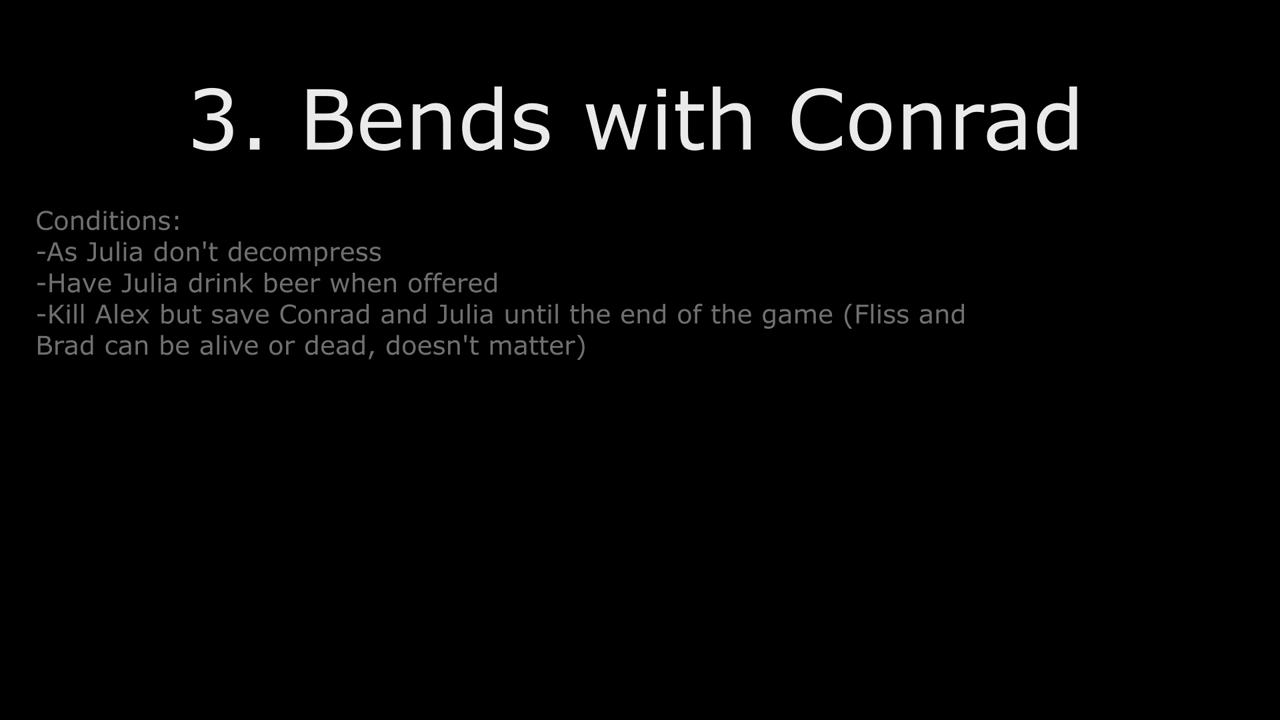 3. Bends with Conrad
Conditions:
-As Julia don't decompress
-Have Julia drink beer when offered
-Kill Alex but save Conrad and Julia until the end of the game (Fliss and
Brad can be alive or dead, doesn't matter)